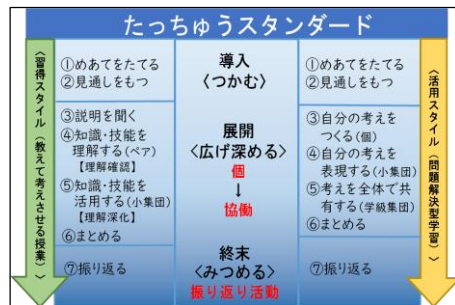 たっちゅうスタンダード
〈習得スタイル（教えて考えさせる授業）〉
①めあてをたてる
②見通しをもつ
③説明を聞く
④知識・技能を
理解する(ペア)
【理解確認】
⑤知識・技能を
活用する(小集団)
【理解深化】
⑥まとめる
⑦振り返る
導入
〈つかむ〉
展開
〈広げ深める〉
個
↓
協働
終末
〈みつめる〉
振り返り活動
①めあてをたてる
②見通しをもつ
③自分の考えを
つくる(個)
④自分の考えを
表現する(小集団)
⑤考えを全体で共
有する(学級集団)
⑥まとめる
⑦振り返る
〈活用スタイル（問題解決型学習）〉